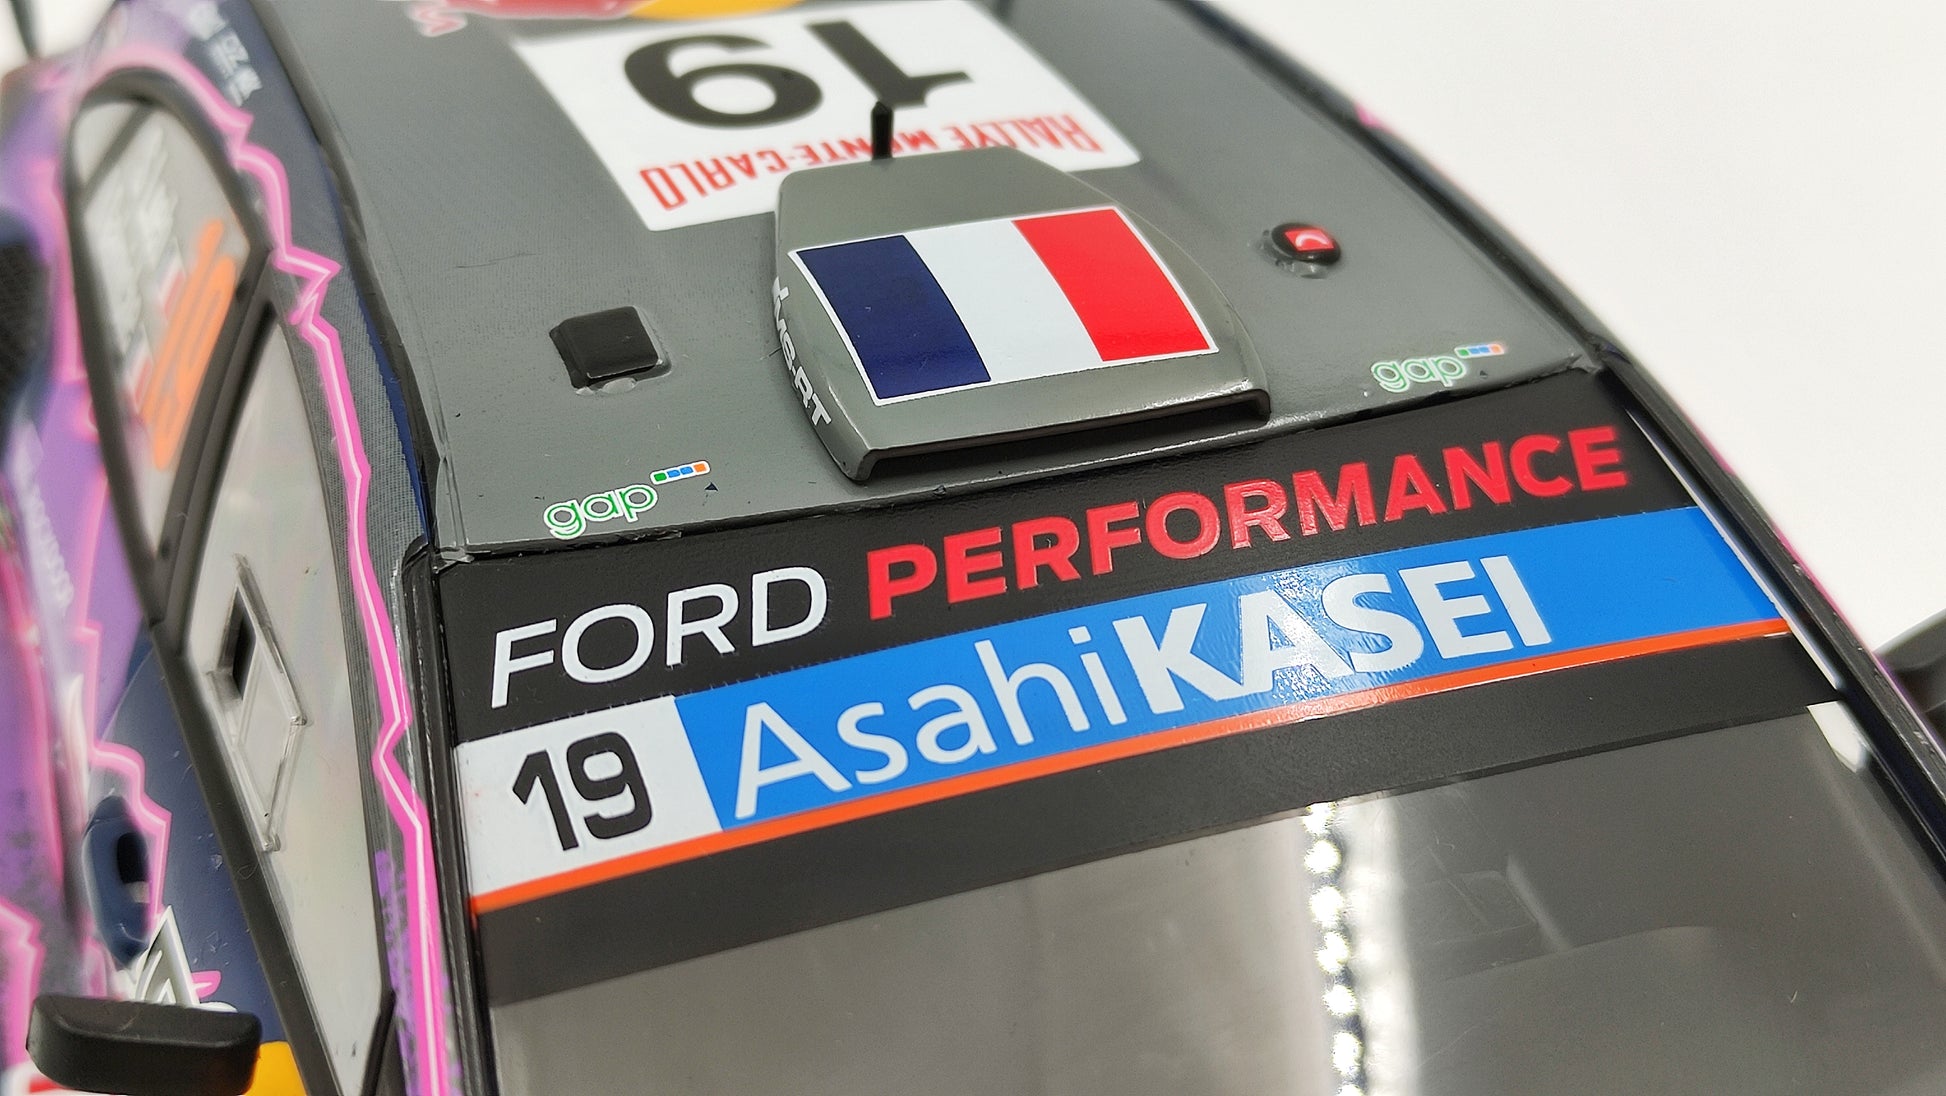 19
RALLYE MONTE-CARLO
gap
gap
FORD PERFORMANCE
19 AsahiKASEI